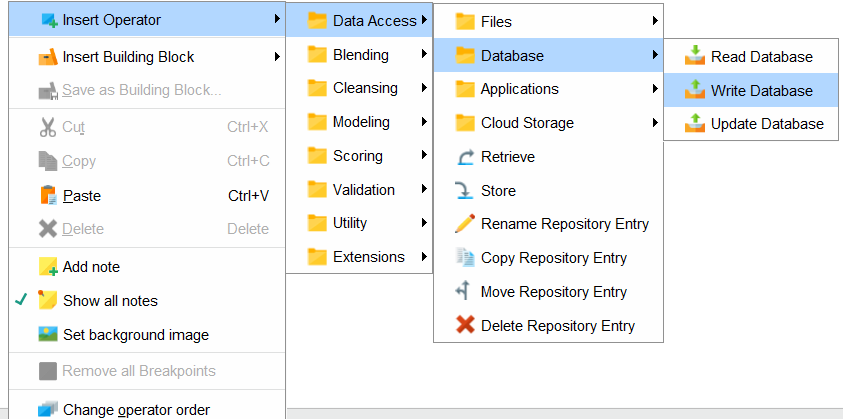 Insert Operator
Insert Building Block
Save as Building Block...
Cut Ctrl+X
Copy Ctrl+C
Paste Ctrl+V
Delete Delete
Add note
Show all notes
Set background image
Remove all Breakpoints
Change operator order
Data Access
Blending
Cleansing
Modeling
Scoring
Validation
Utility
Extensions
Files
Database
Applications
Cloud Storage
Retrieve
Store
Rename Repository Entry
Copy Repository Entry
Move Repository Entry
Delete Repository Entry
Read Database
Write Database
Update Database